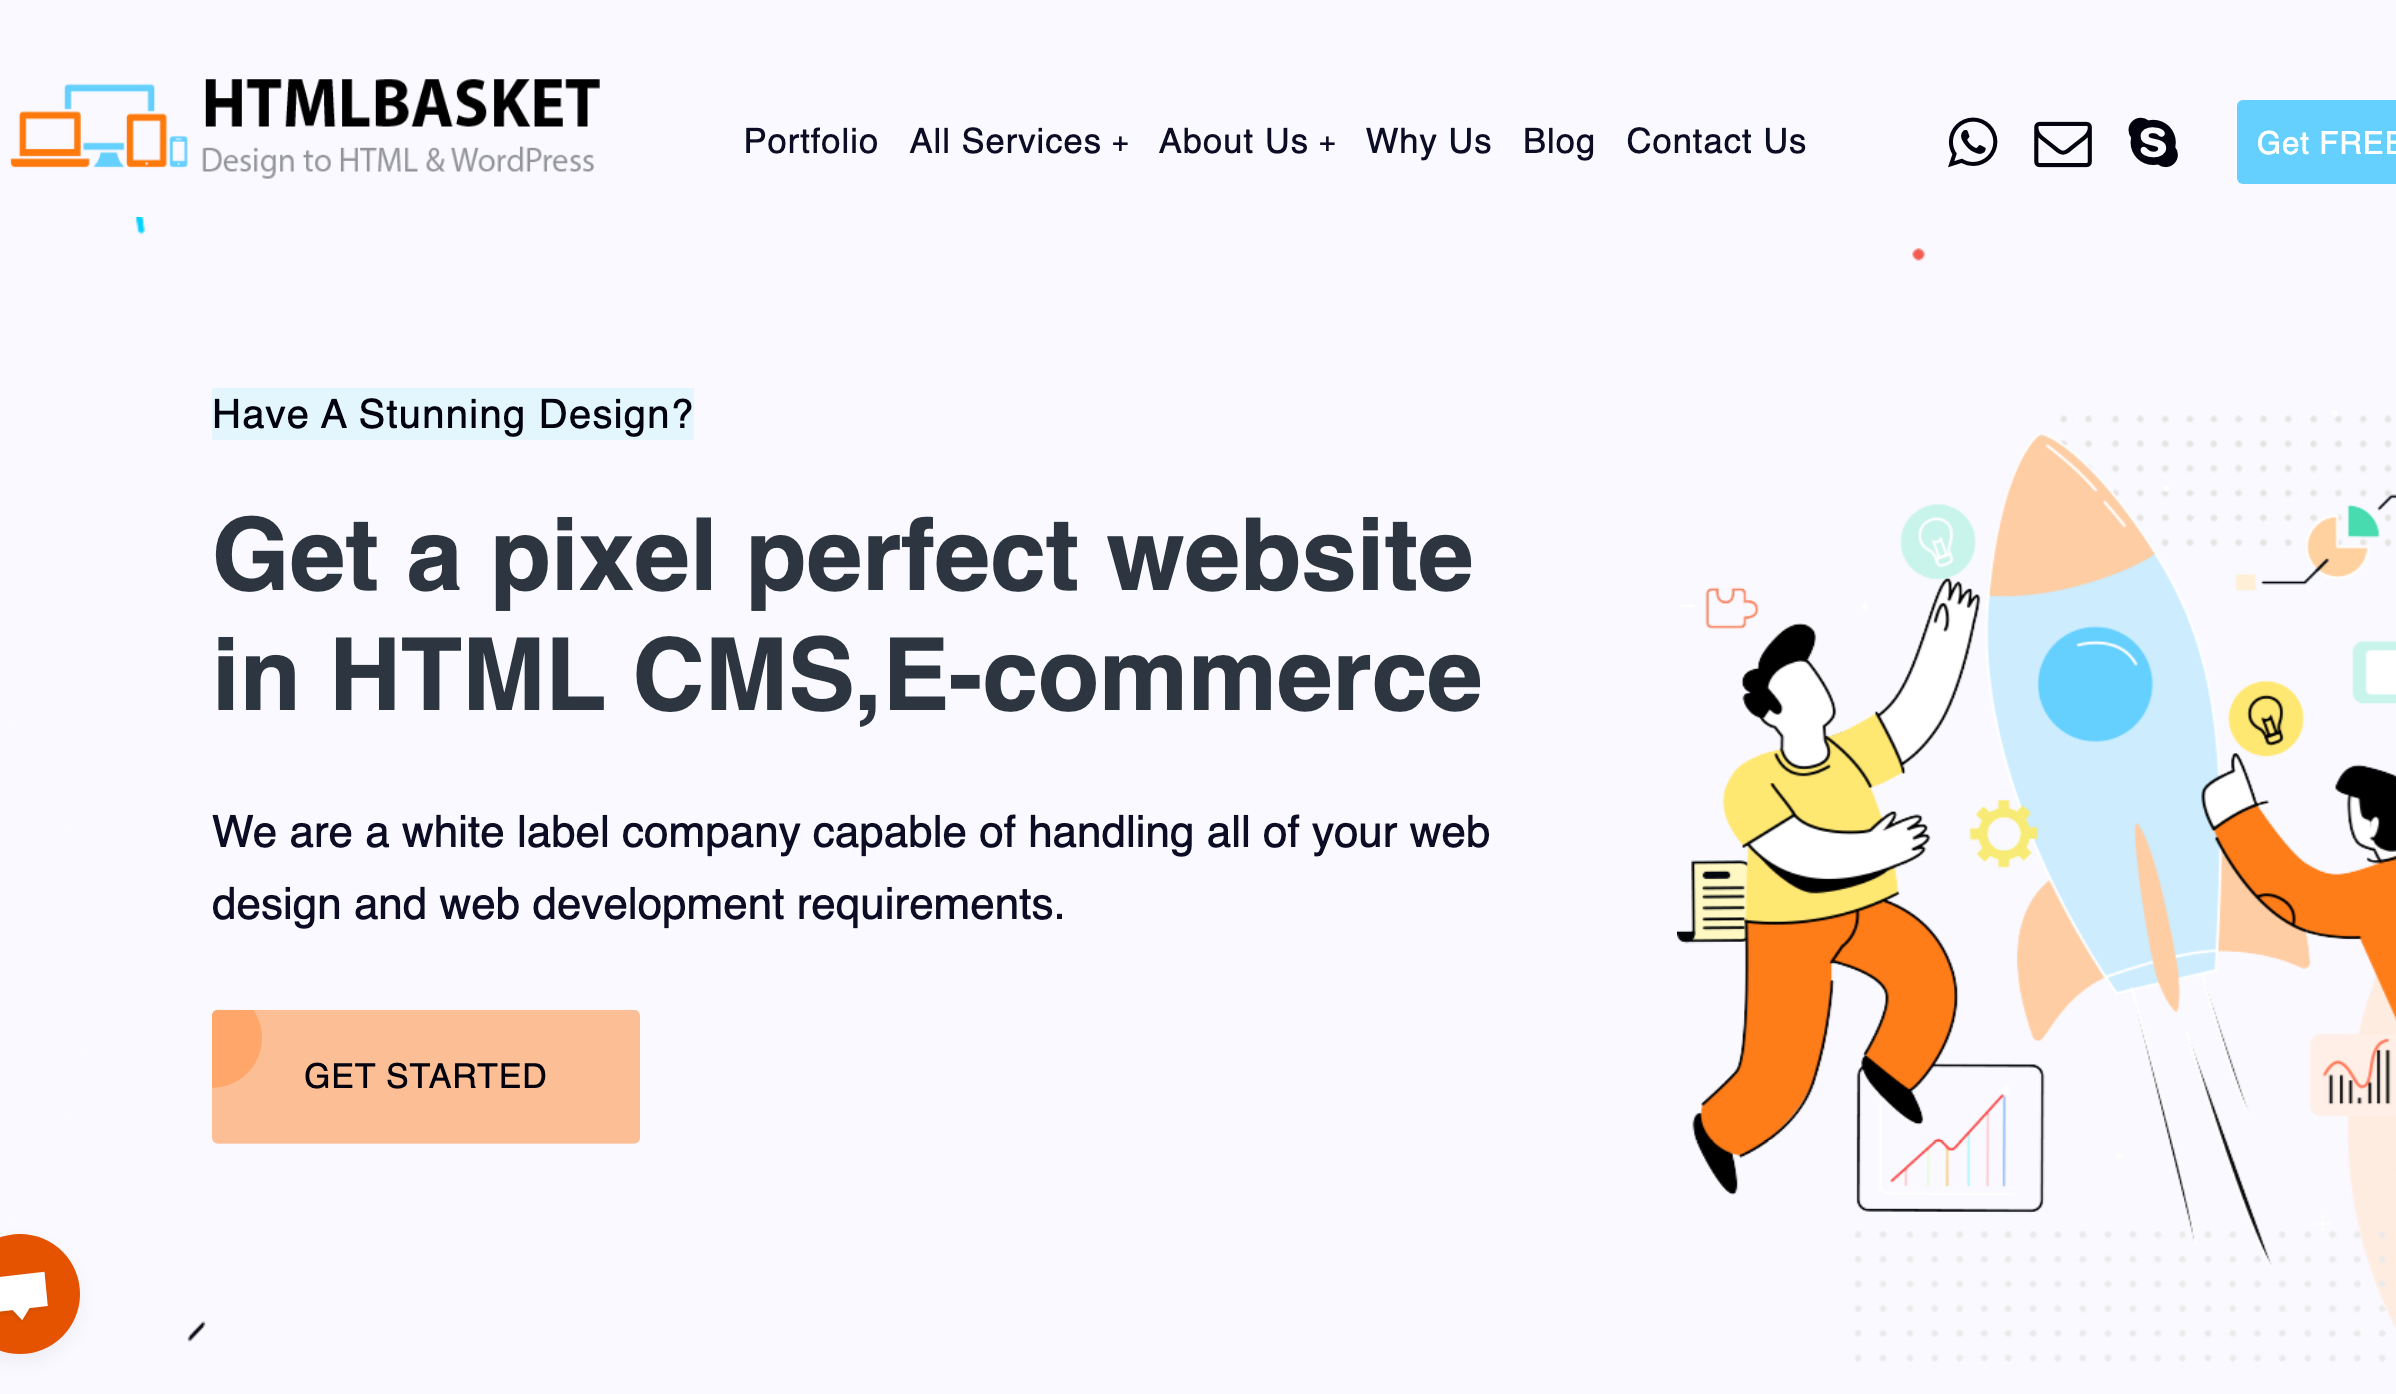 HTMLBASKET
Design to HTML & WordPress
Portfolio All Services + About Us + Why Us Blog Contact Us
Get FREE
Have A Stunning Design?
Get a pixel perfect website
in HTML CMS,E-commerce
We are a white label company capable of handling all of your web
design and web development requirements.
GET STARTED